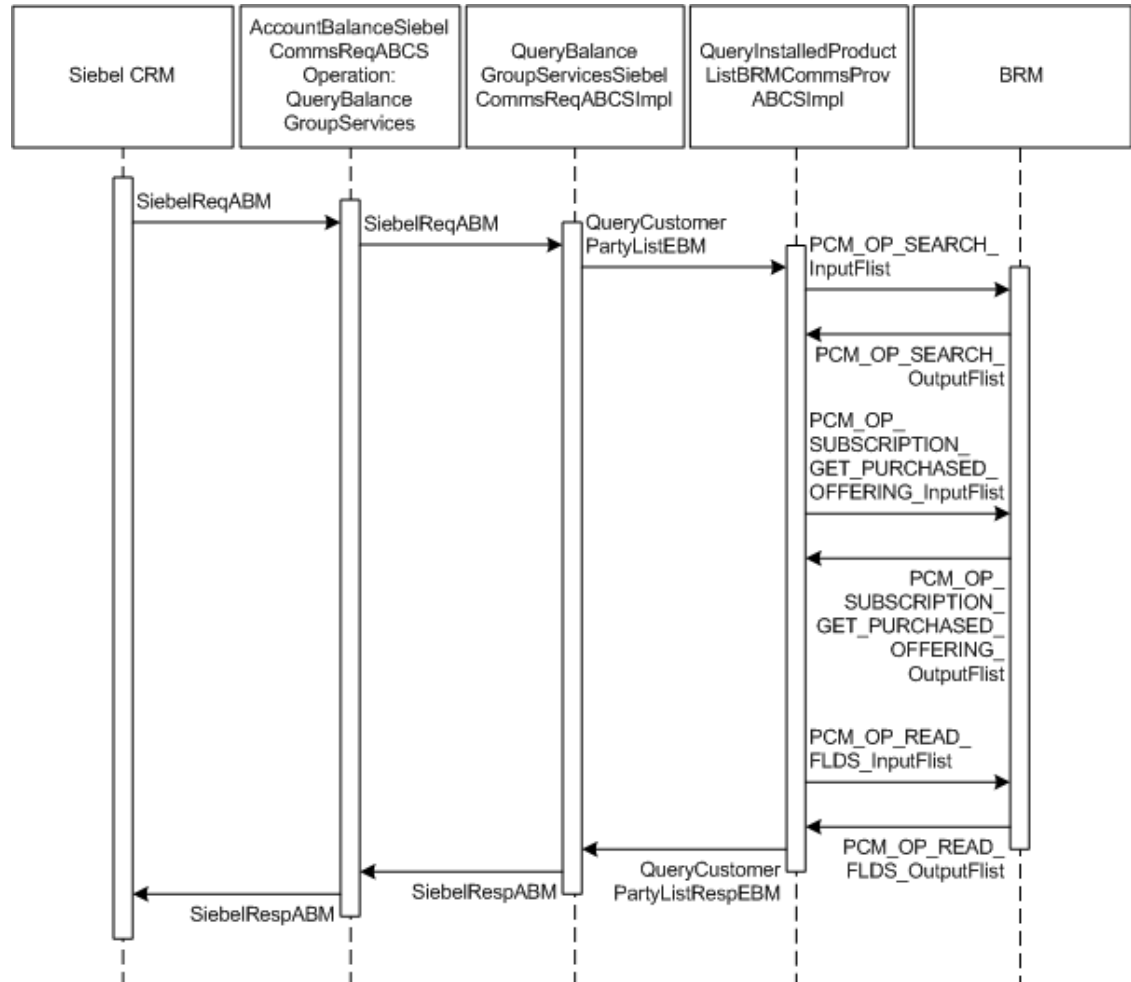 Siebel CRM
AccountBalanceSiebel
CommsReqABCS
Operation:
QueryBalance
GroupServices
QueryBalance
GroupServicesSiebel
CommsReqABCSImpl
QueryInstalledProduct
ListBRMCommsProv
ABCSImpl
BRM
SiebelReqABM
SiebelReqABM
QueryCustomer
PartyListEBM
PCM_OP_SEARCH_
InputFlist
PCM_OP_SEARCH_
OutputFlist
PCM_OP_
SUBSCRIPTION_
GET_PURCHASED_
OFFERING_InputFlist
PCM_OP_
SUBSCRIPTION_
GET_PURCHASED_
OFFERING_
OutputFlist
PCM_OP_READ_
FLDS_InputFlist
PCM_OP_READ_
FLDS_OutputFlist
QueryCustomer
PartyListRespEBM
SiebelRespABM
SiebelRespABM